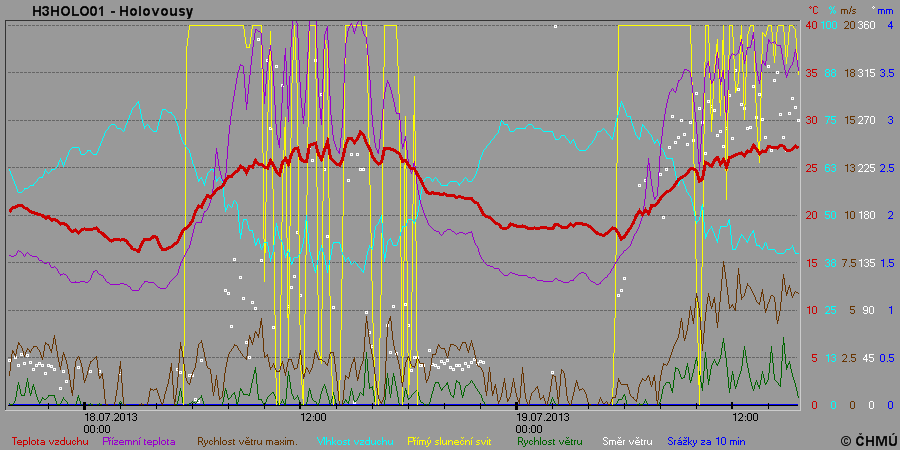 H3HOLO01 - Holovousy
°C % m/s ° mm
40 100 20 360 4
35 88 18 315 3.5
30 75 15 270 3
25 63 13 225 2.5
20 50 10 180 2
15 38 7.5 135 1.5
10 25 5 90 1
5 13 2.5 45 0.5
0 0 0 0 0
18.07.2013 12:00 19.07.2013 12:00
00:00 00:00
Teplota vzduchu Přízemní teplota Rychlost větru maxim. Vlhkost vzduchu Přímý sluneční svit Rychlost větru Směr větru Srážky za 10 min © ČHMÚ